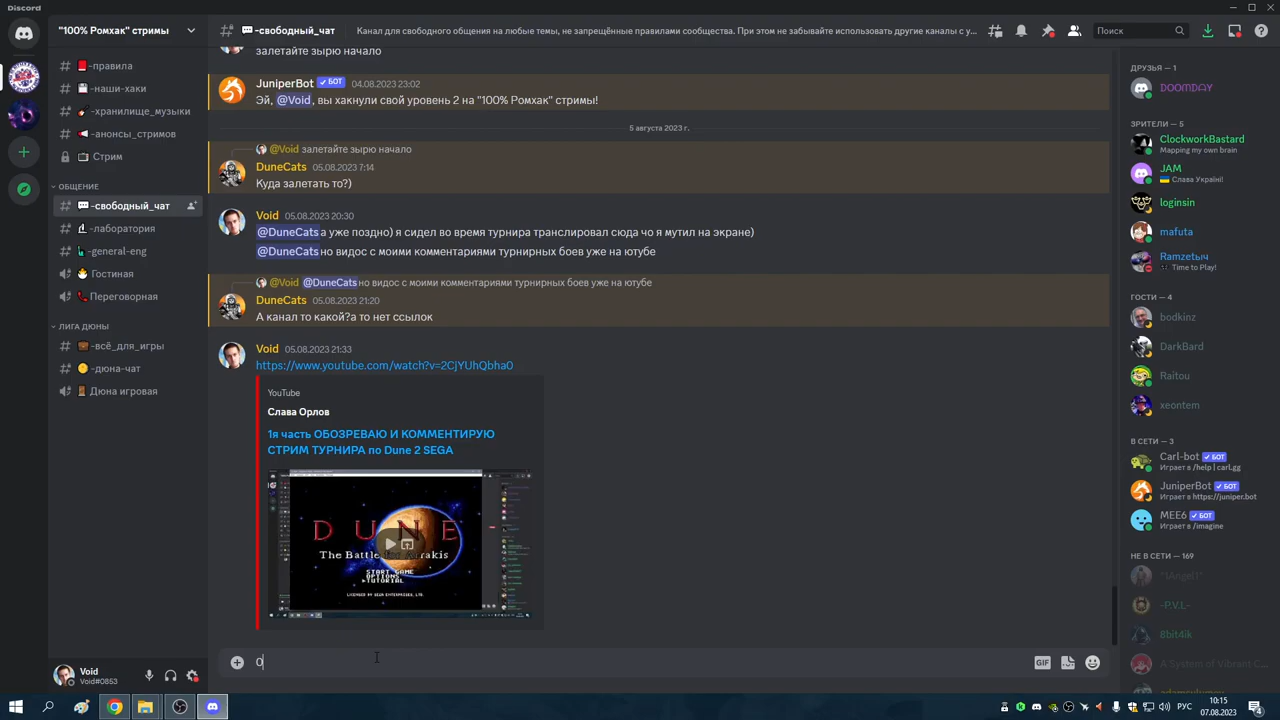 Discord
"100% Ромхак" стримы
-свободный_чат
Канал для свободного общения на любые темы, не запрещённые правилами сообщества. При этом не забывайте использовать другие каналы с у...
Поиск
-правила
-наши-хаки
-хранилище_музыки
-анонсы_стримов
Стрим
ОБЩЕНИЕ
-свободный_чат
-лаборатория
-general-eng
Гостиная
Переговорная
ЛИГА ДЮНЫ
-всё_для_игры
-дюна-чат
Дюна игровая
Void
Void#0853
залетайте зырю начало
JuniperBot БОТ 04.08.2023 23:02
Эй, @Void, вы хакнули свой уровень 2 на "100% Ромхак" стримы!
5 августа 2023 г.
@Void залетайте зырю начало
DuneCats 05.08.2023 7:14
Куда залетать то?)
Void 05.08.2023 20:30
@DuneCats а уже поздно) я сидел во время турнира транслировал сюда чо я мутил на экране)
@DuneCats но видос с моими комментариями турнирных боев уже на ютубе
@Void @DuneCats но видос с моими комментариями турнирных боев уже на ютубе
DuneCats 05.08.2023 21:20
А канал то какой?а то нет ссылок
Void 05.08.2023 21:33
https://www.youtube.com/watch?v=2CjYUhQbha0
YouTube
Слава Орлов
1я часть ОБОЗРЕВАЮ И КОММЕНТИРУЮ
СТРИМ ТУРНИРА по Dune 2 SEGA
DUNE
The Battle for Arrakis
START GAME
OPTIONS
TUTORIAL
LICENSED BY SEGA ENTERPRISES, LTD.
О
GIF
ДРУЗЬЯ — 1
DOOMDAY
ЗРИТЕЛИ — 5
ClockworkBastard
Mapping my own brain
JAM
Слава Україні!
loginsin
mafuta
Ramzeтыч
Time to Play!
ГОСТИ — 4
bodkinz
DarkBard
Raitou
xeontem
В СЕТИ — 3
Carl-bot БОТ
Играет в /help | carl.gg
JuniperBot БОТ
Играет в https://juniper.bot
MEE6 БОТ
Играет в /imagine
НЕ В СЕТИ — 169
"1Angel1"
-P.V.L-
8bit4ik
A System of Vibrant C...
РУС
10:15
07.08.2023
4